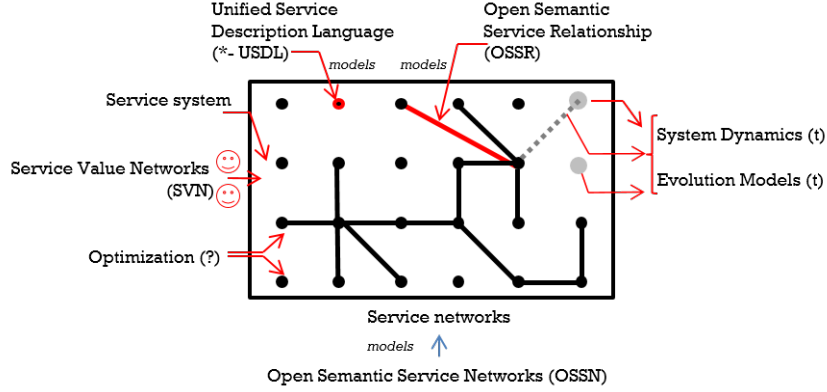 Unified Service
Description Language
(*- USDL)
models
models
Open Semantic
Service Relationship
(OSSR)
Service system
Service Value Networks
(SVN)
Optimization (?)
System Dynamics (t)
Evolution Models (t)
Service networks
models
Open Semantic Service Networks (OSSN)